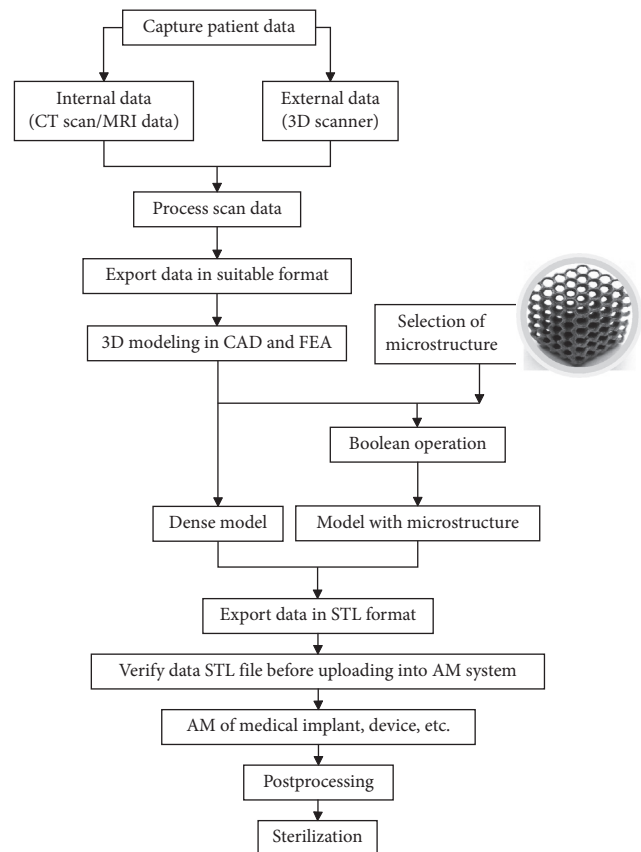 Capture patient data
Internal data
(CT scan/MRI data)
External data
(3D scanner)
Process scan data
Export data in suitable format
3D modeling in CAD and FEA
Selection of
microstructure
Boolean operation
Dense model
Model with microstructure
Export data in STL format
Verify data STL file before uploading into AM system
AM of medical implant, device, etc.
Postprocessing
Sterilization